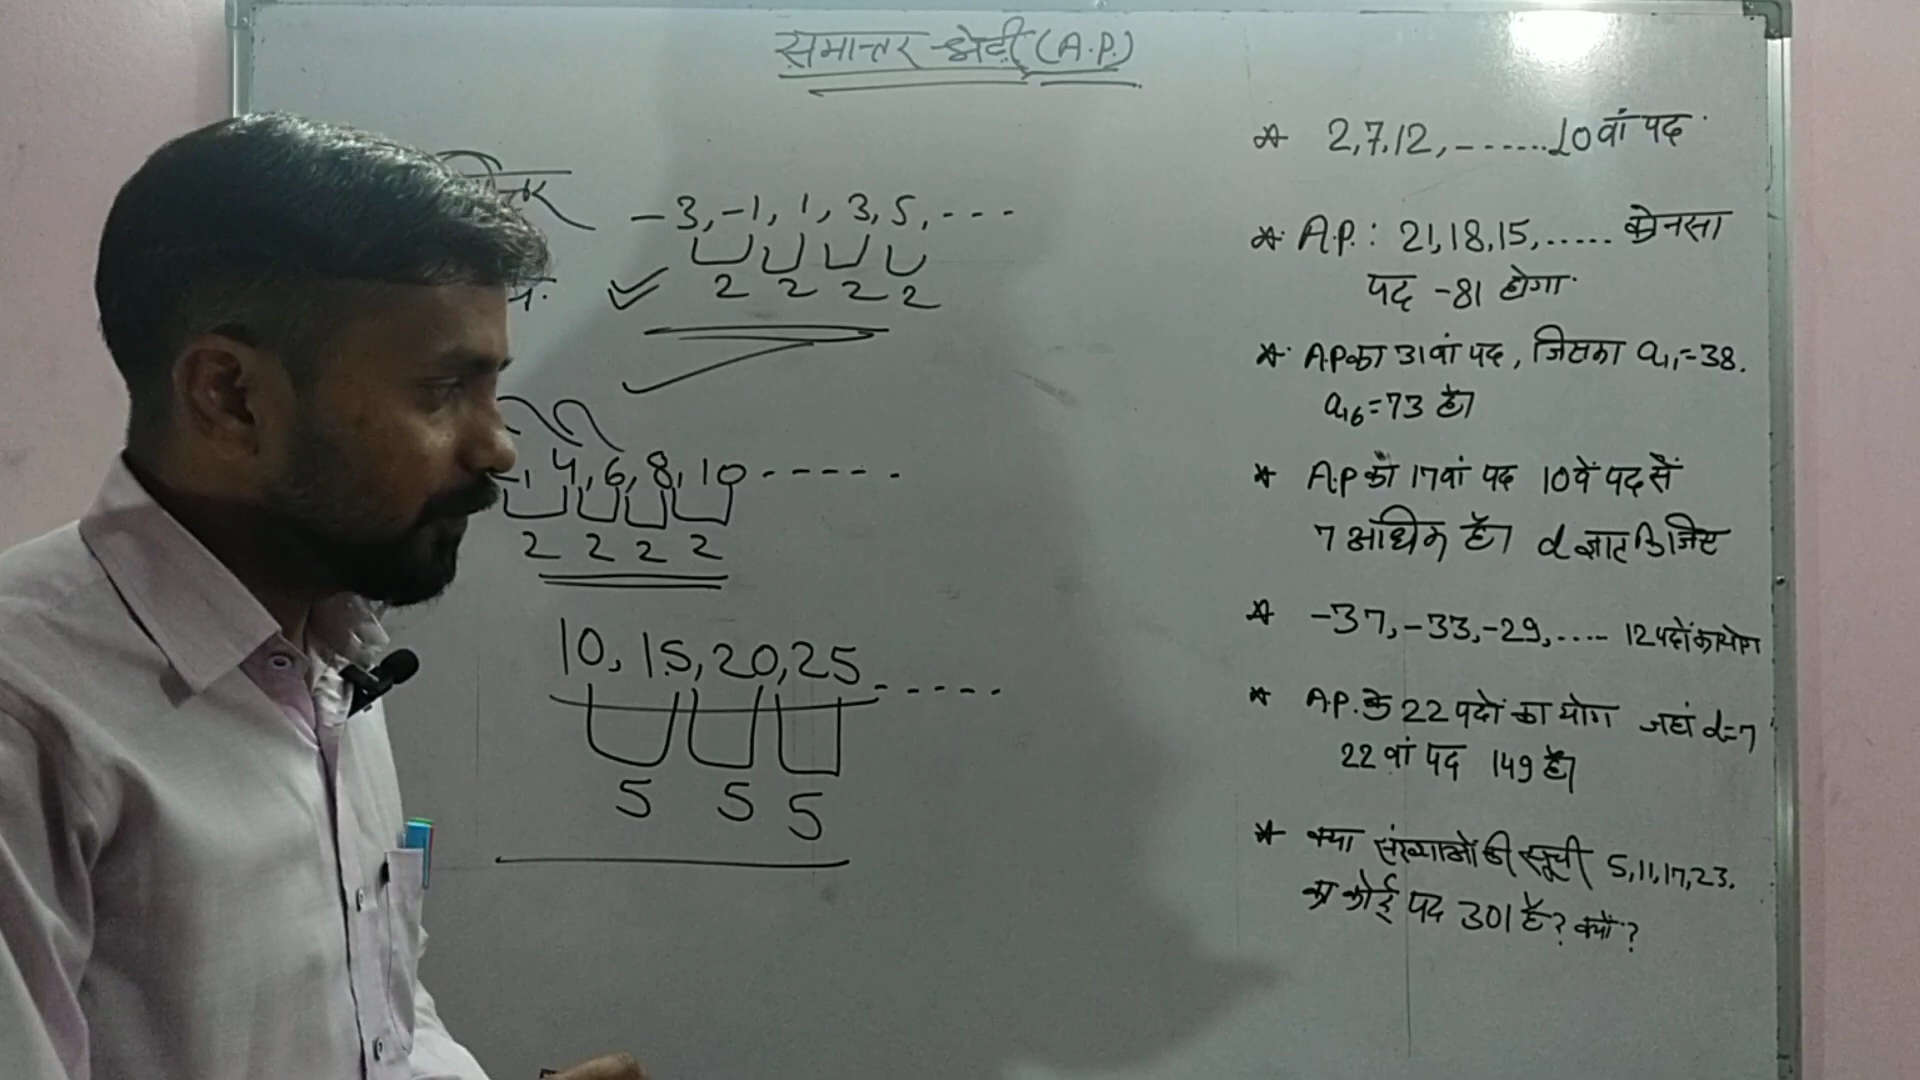 समान्तर श्रेढ़ी (A.P.)
-3, -1, 1, 3, 5, - - -
2 2 2 2
4, 6, 8, 10 - - - - -
2 2 2 2
10, 15, 20, 25 - - - - -
5 5 5
* 2, 7, 12, - ...... 10 वां पद
* A.P. : 21, 18, 15, ..... कौनसा
पद -81 होगा
* A.P का 31वां पद, जिसका a₁₁=38.
a₁₆=73 है।
* A.P का 17वां पद 10वें पद से
7 अधिक है। d ज्ञात किजिए
* -37, -33, -29, ..... 12 पदों का योग
* A.P. के 22 पदों का योग जहां d=7
22 वां पद 149 है।
* क्या संख्याओं की सूची 5, 11, 17, 23.
का कोई पद 301 है? क्यों?